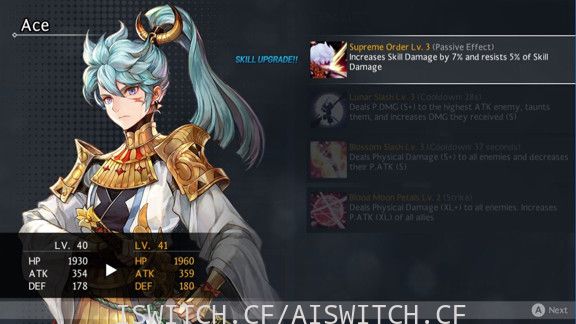 Ace
SKILL UPGRADE!!
Supreme Order Lv. 3 (Passive Effect)
Increases Skill Damage by 7% and resists 5% of Skill
Damage
Lunar Slash Lv. 3 (Cooldown 28s)
Deals P.DMG (S+) to the highest ATK enemy, taunts
them, and increases DMG they received (S)
Blossom Slash Lv. 3 (Cooldown 37 seconds)
Deals Physical Damage (S+) to all enemies and decreases
their P.ATK (S)
Blood Moon Petals Lv. 2 (Strike)
Deals Physical Damage (XL+) to all enemies. Increases
P.ATK (XL) of all allies
LV. 40 LV. 41
HP 1930 HP 1960
ATK 354 ATK 359
DEF 178 DEF 180
A Next
TSWITCH.CF/AISWITCH.CF